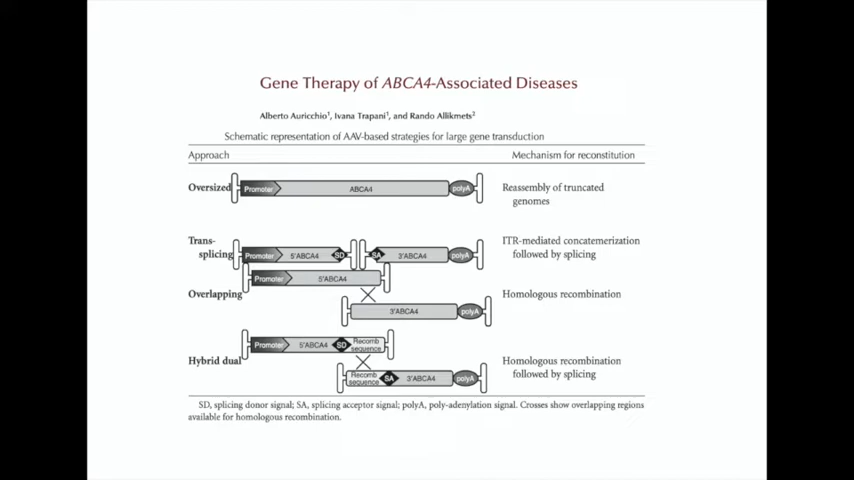 Gene Therapy of ABCA4-Associated Diseases
Alberto Auricchio¹, Ivana Trapani¹, and Rando Allikmets²
Schematic representation of AAV-based strategies for large gene transduction
Approach Mechanism for reconstitution
Oversized Promoter ABCA4 polyA Reassembly of truncated
genomes
Trans- ITR-mediated concatemerization
splicing Promoter 5'ABCA4 SD SA 3'ABCA4 polyA followed by splicing
Promoter 5'ABCA4
Overlapping Homologous recombination
3'ABCA4 polyA
Promoter 5'ABCA4 SD Recomb
sequence
Hybrid dual Homologous recombination
followed by splicing
Recomb
sequence SA 3'ABCA4 polyA
SD, splicing donor signal; SA, splicing acceptor signal; polyA, poly-adenylation signal. Crosses show overlapping regions
available for homologous recombination.